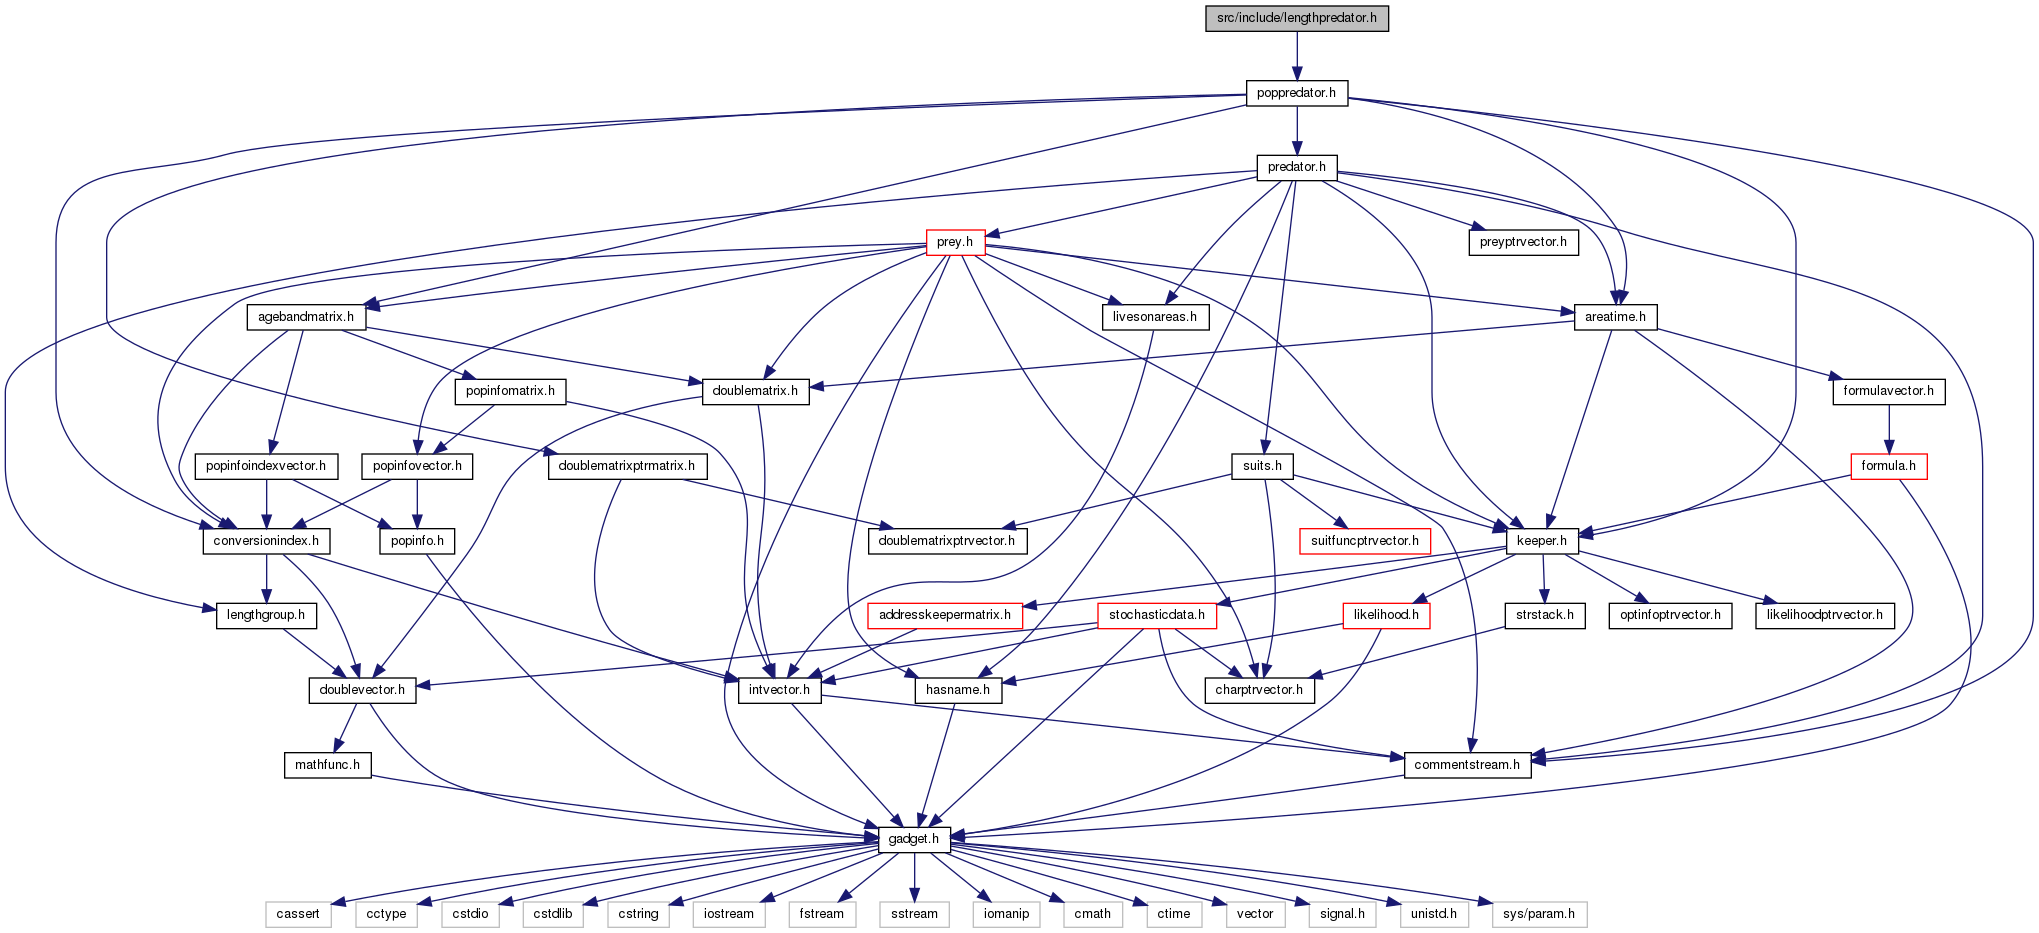 src/include/lengthpredator.h
poppredator.h
predator.h
prey.h
preyptrvector.h
agebandmatrix.h
livesonareas.h
areatime.h
popinfomatrix.h
doublematrix.h
formulavector.h
popinfoindexvector.h
popinfovector.h
doublematrixptrmatrix.h
suits.h
formula.h
conversionindex.h
popinfo.h
doublematrixptrvector.h
suitfuncptrvector.h
keeper.h
lengthgroup.h
addresskeepermatrix.h
stochasticdata.h
likelihood.h
strstack.h
optinfoptrvector.h
likelihoodptrvector.h
doublevector.h
intvector.h
hasname.h
charptrvector.h
mathfunc.h
commentstream.h
gadget.h
cassert
cctype
cstdio
cstdlib
cstring
iostream
fstream
sstream
iomanip
cmath
ctime
vector
signal.h
unistd.h
sys/param.h